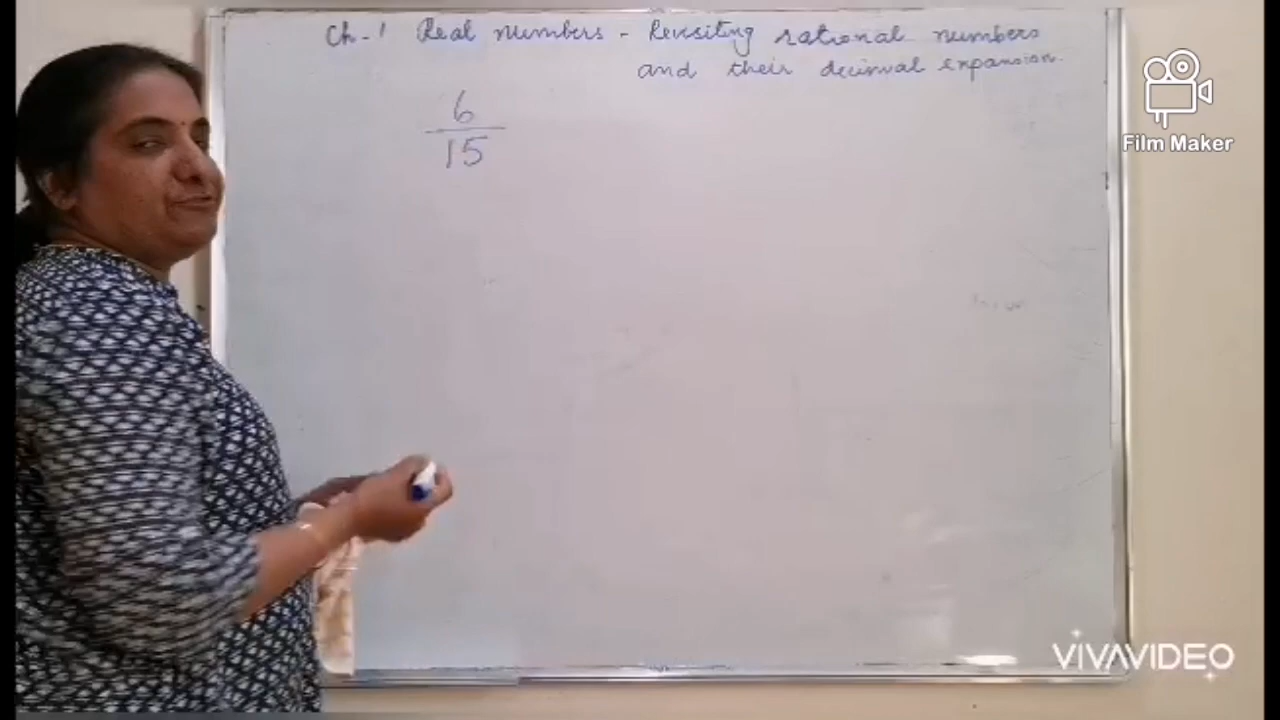 Ch-1 Real numbers - Revisiting rational numbers
and their decimal expansion.
6
15
Film Maker
VIVAVIDEO